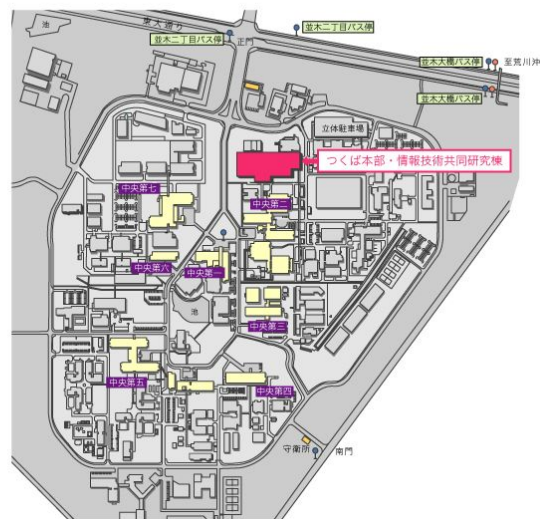 東大通り
池
並木二丁目バス停
並木二丁目バス停
正門
並木大橋バス停
至荒川沖
並木大橋バス停
立体駐車場
つくば本部・情報技術共同研究棟
中央第七
中央第二
中央第六
中央第一
池
中央第三
中央第五
中央第四
守衛所
南門